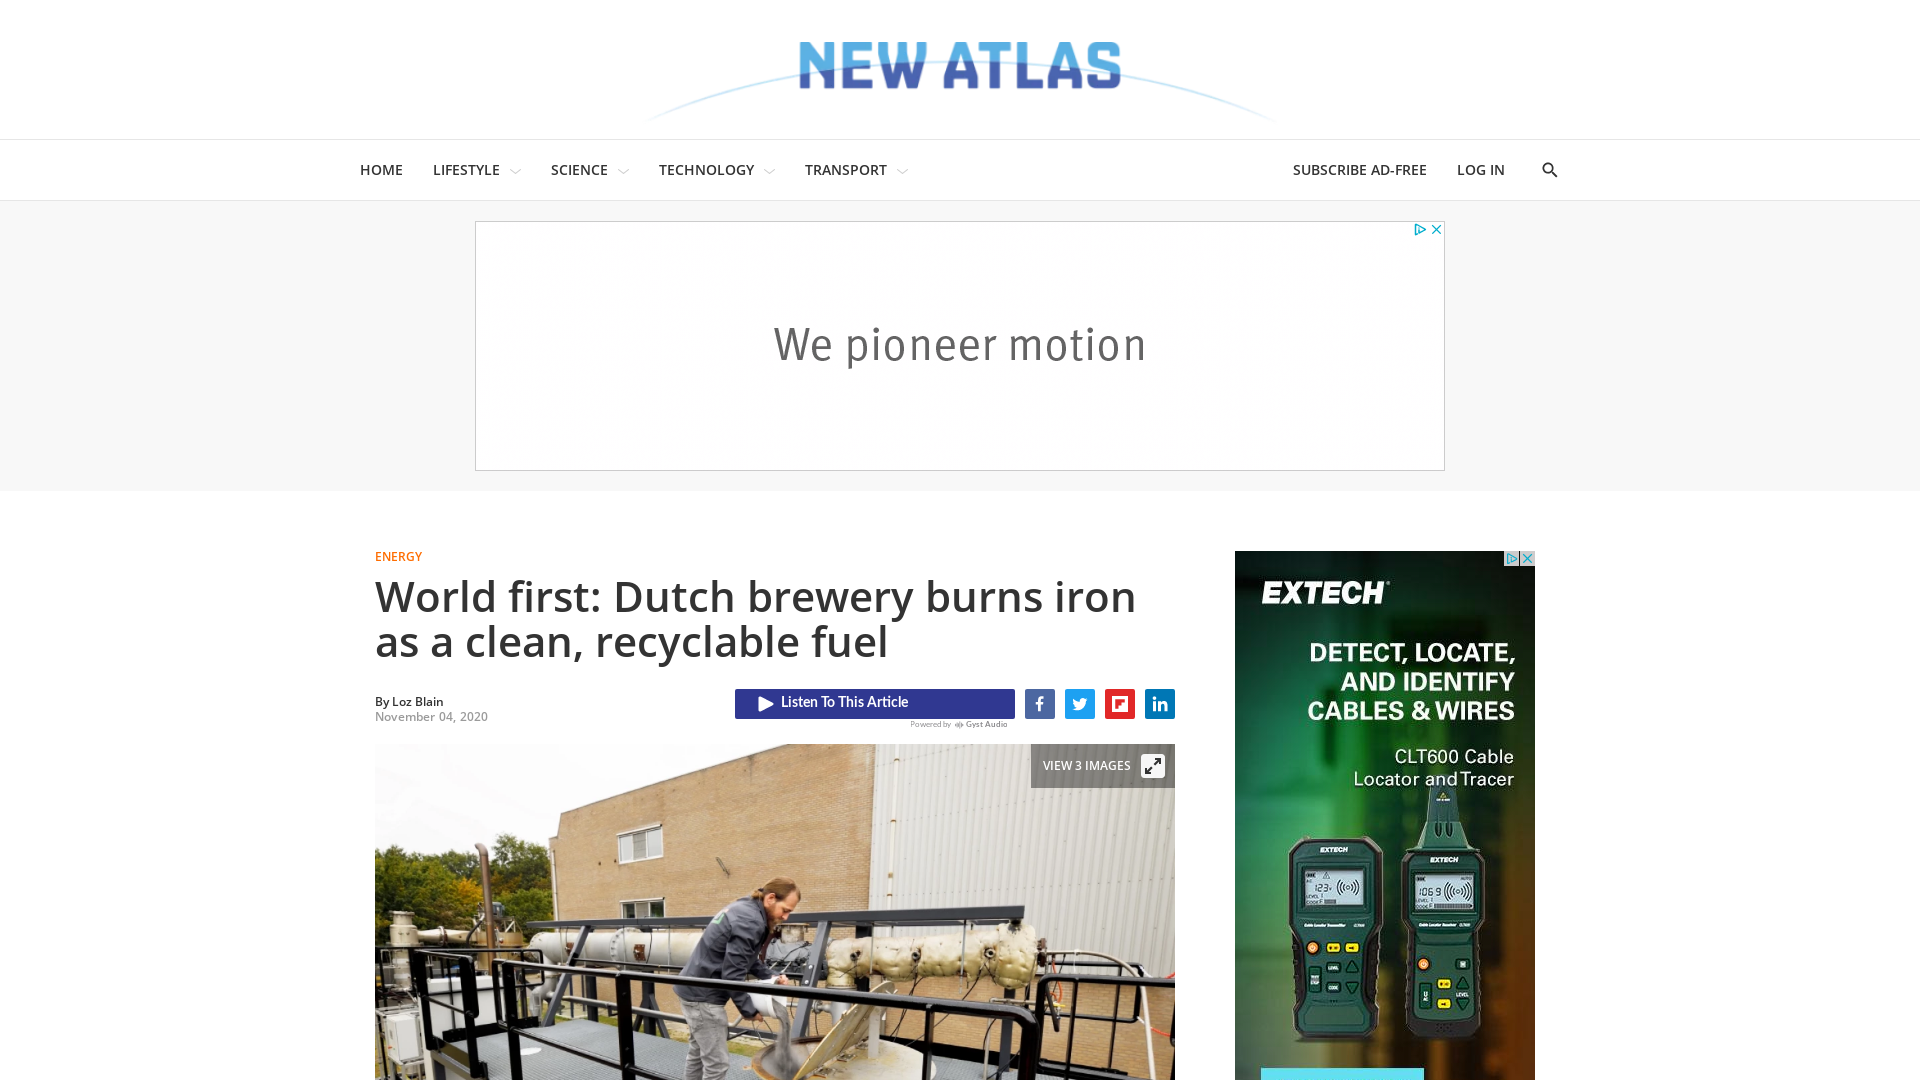 NEW ATLAS
HOME LIFESTYLE SCIENCE TECHNOLOGY TRANSPORT SUBSCRIBE AD-FREE LOG IN
We pioneer motion
ENERGY
World first: Dutch brewery burns iron
as a clean, recyclable fuel
By Loz Blain
November 04, 2020
Listen To This Article
Powered by Gyst Audio
VIEW 3 IMAGES
EXTECH®
DETECT, LOCATE,
AND IDENTIFY
CABLES & WIRES
CLT600 Cable
Locator and Tracer
EXTECH
EXTECH